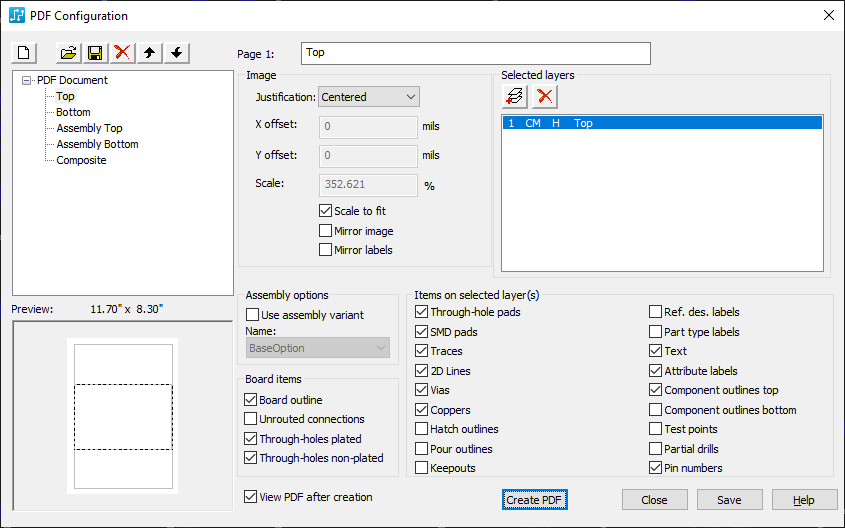 PDF Configuration
Page 1: Top
PDF Document
Top
Bottom
Assembly Top
Assembly Bottom
Composite
Image
Justification: Centered
X offset: 0 mils
Y offset: 0 mils
Scale: 352.621 %
Scale to fit
Mirror image
Mirror labels
Selected layers
1 CM H Top
Preview: 11.70" x 8.30"
Assembly options
Use assembly variant
Name:
BaseOption
Board items
Board outline
Unrouted connections
Through-holes plated
Through-holes non-plated
Items on selected layer(s)
Through-hole pads
SMD pads
Traces
2D Lines
Vias
Coppers
Hatch outlines
Pour outlines
Keepouts
Ref. des. labels
Part type labels
Text
Attribute labels
Component outlines top
Component outlines bottom
Test points
Partial drills
Pin numbers
View PDF after creation
Create PDF
Close
Save
Help